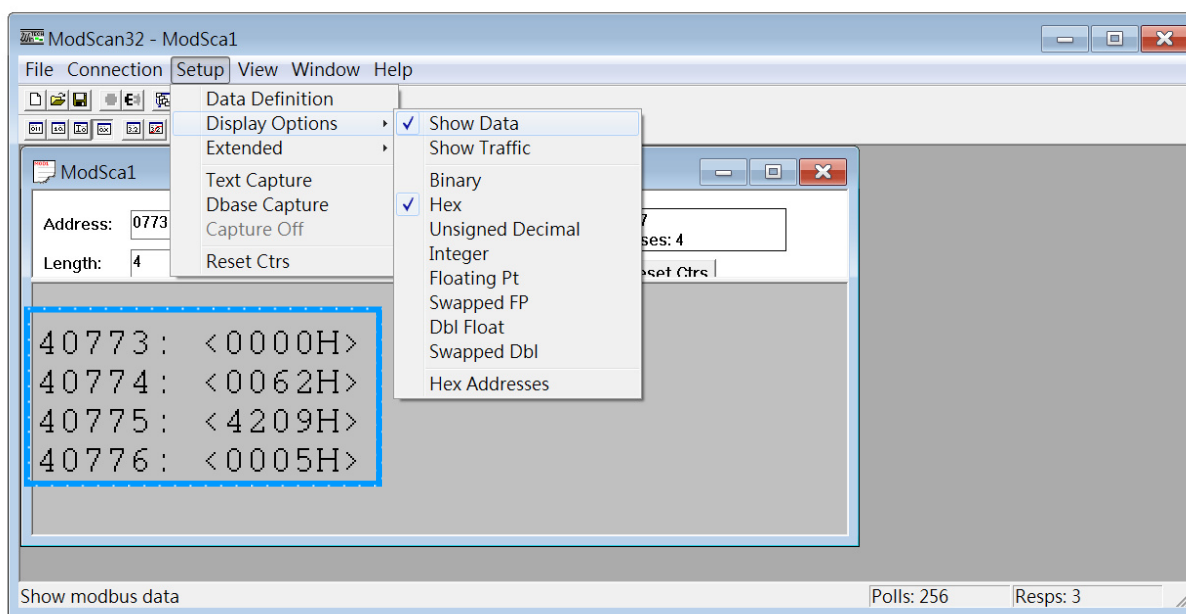 ModScan32 - ModSca1
File Connection Setup View Window Help
Data Definition
Display Options
Extended
Text Capture
Dbase Capture
Capture Off
Reset Ctrs
Show Data
Show Traffic
Binary
Hex
Unsigned Decimal
Integer
Floating Pt
Swapped FP
Dbl Float
Swapped Dbl
Hex Addresses
ModSca1
Address: 0773
Length: 4
ses: 4
eset Ctrs
40773: <0000H>
40774: <0062H>
40775: <4209H>
40776: <0005H>
Show modbus data
Polls: 256
Resps: 3